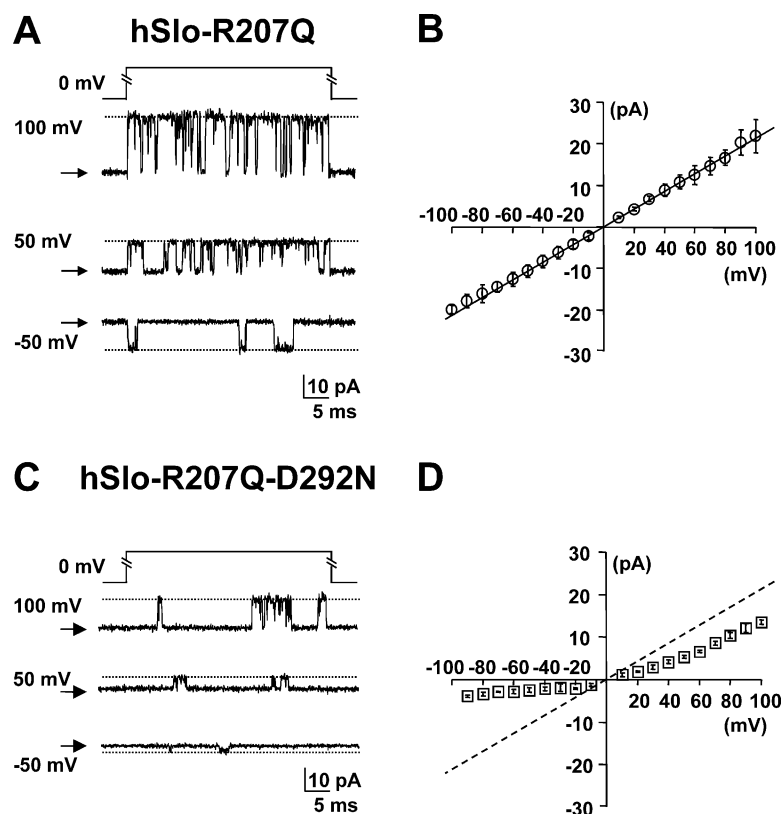 A hSlo-R207Q
0 mV
100 mV
50 mV
-50 mV
10 pA
5 ms
B
30
(pA)
20
10
-100 -80 -60 -40 -20
20 40 60 80 100
(mV)
-10
-20
-30
C hSlo-R207Q-D292N
0 mV
100 mV
50 mV
-50 mV
10 pA
5 ms
D
30
(pA)
20
10
-100 -80 -60 -40 -20
20 40 60 80 100
(mV)
-10
-20
-30